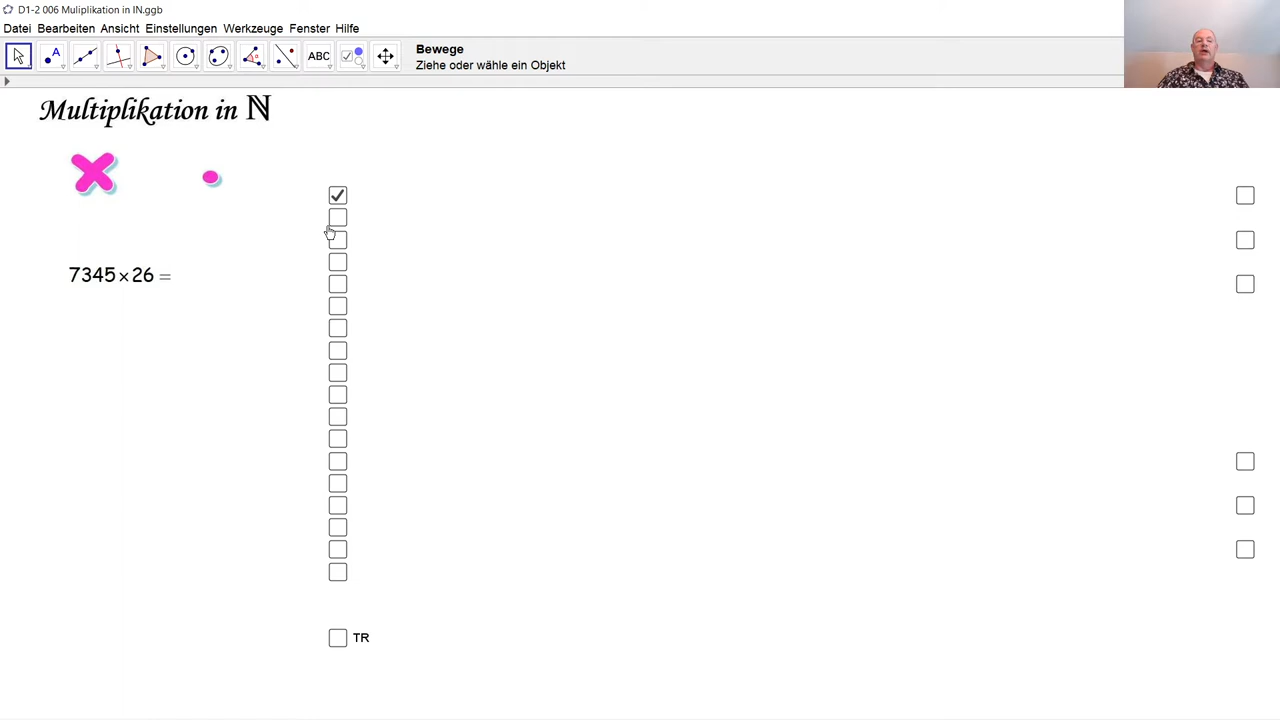 D1-2 006 Muliplikation in IN.ggb
Datei Bearbeiten Ansicht Einstellungen Werkzeuge Fenster Hilfe
A
ABC
Bewege
Ziehe oder wähle ein Objekt
Multiplikation in ℕ
7345×26 =
TR